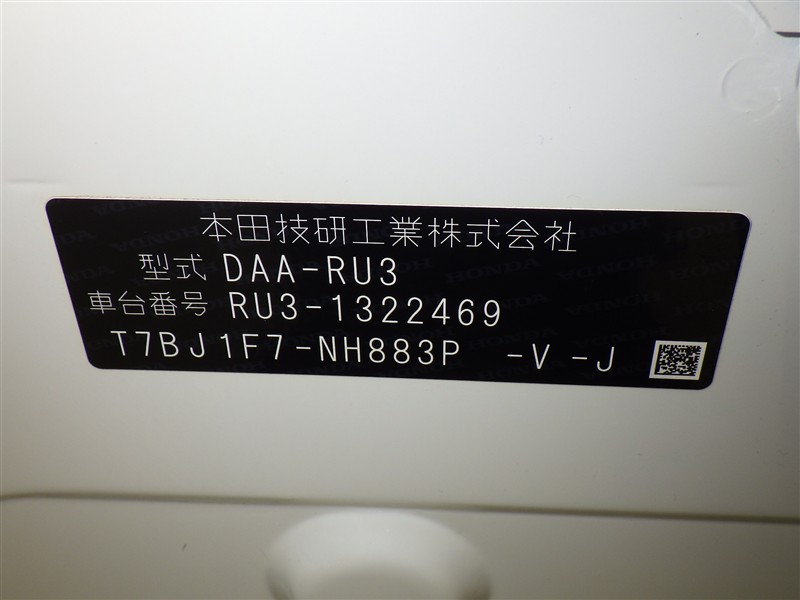 本田技研工業株式会社
型式 DAA-RU3
車台番号 RU3-1322469
T7BJ1F7-NH883P -V -J